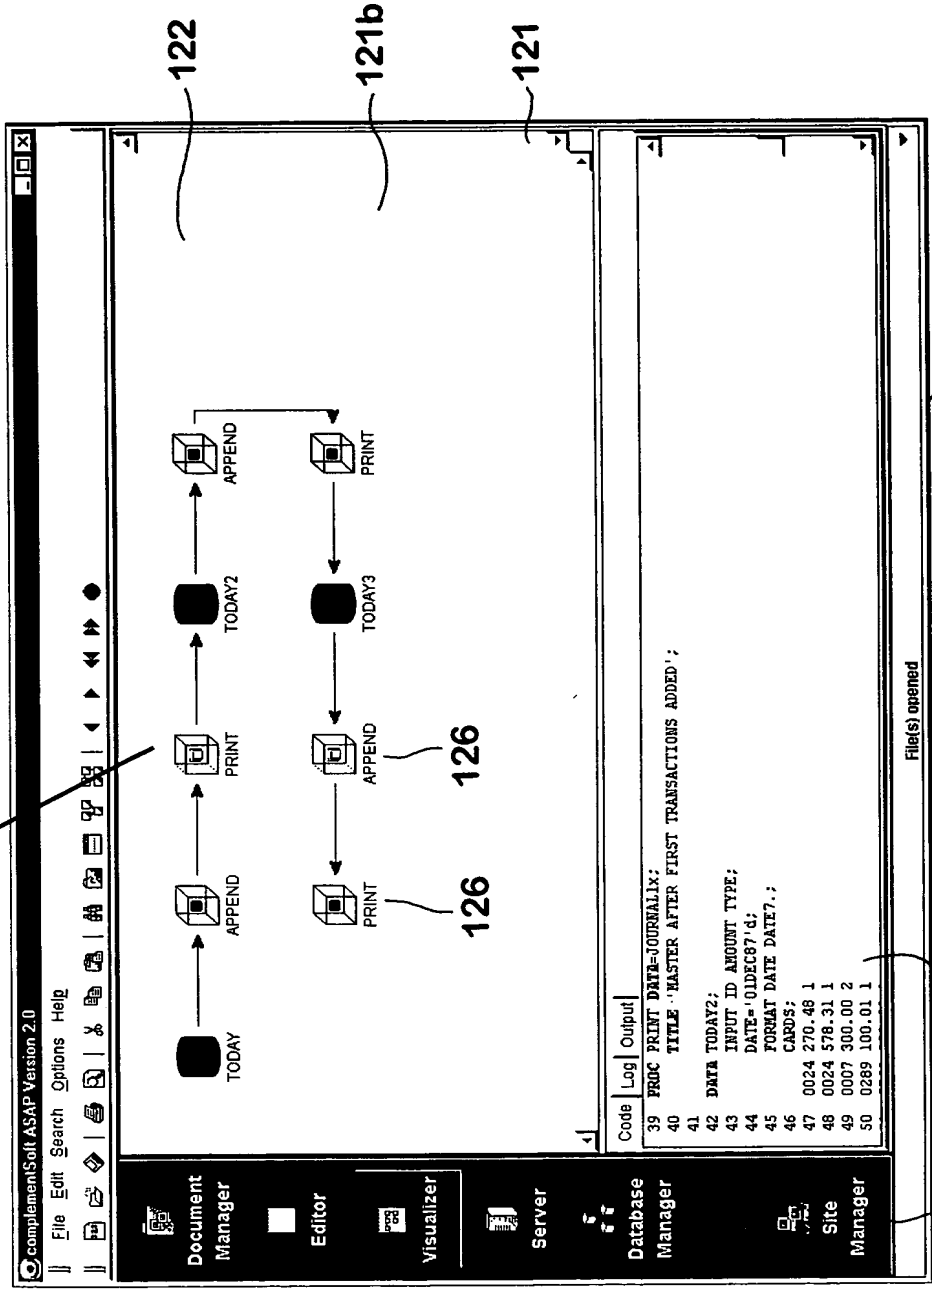 complementSoft ASAP Version 2.0
File Edit Search Options Help
Document
Manager
Editor
Visualizer
Server
Database
Manager
Site
Manager
TODAY
APPEND
PRINT
TODAY2
APPEND
PRINT
APPEND
TODAY3
PRINT
122
121b
121
126
126
Code Log Output
39 PROC PRINT DATA=JOURNAL1x;
40 TITLE 'MASTER AFTER FIRST TRANSACTIONS ADDED';
41
42 DATA TODAY2;
43 INPUT ID AMOUNT TYPE;
44 DATE='01DEC87'd;
45 FORMAT DATE DATE7.;
46 CARDS;
47 0024 270.48 1
48 0024 578.31 1
49 0007 300.00 2
50 0289 100.01 1
File(s) opened